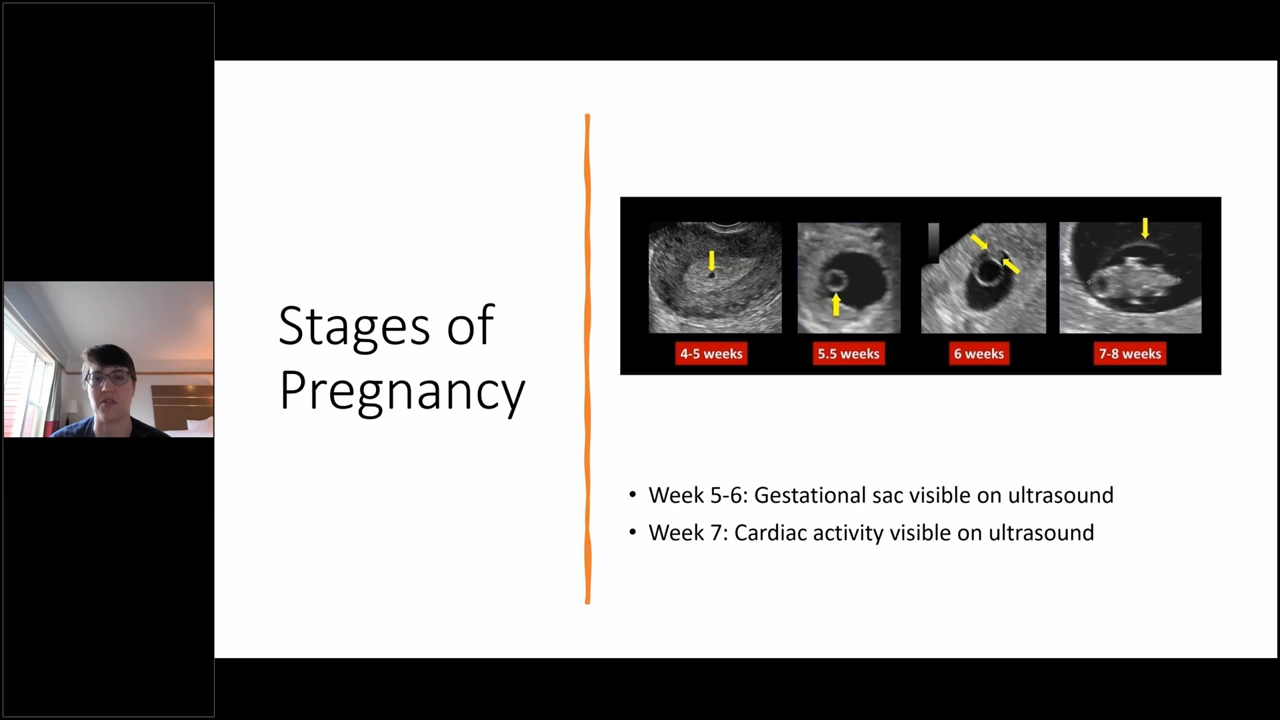 Stages of
Pregnancy
4-5 weeks
5.5 weeks
6 weeks
7-8 weeks
• Week 5-6: Gestational sac visible on ultrasound
• Week 7: Cardiac activity visible on ultrasound